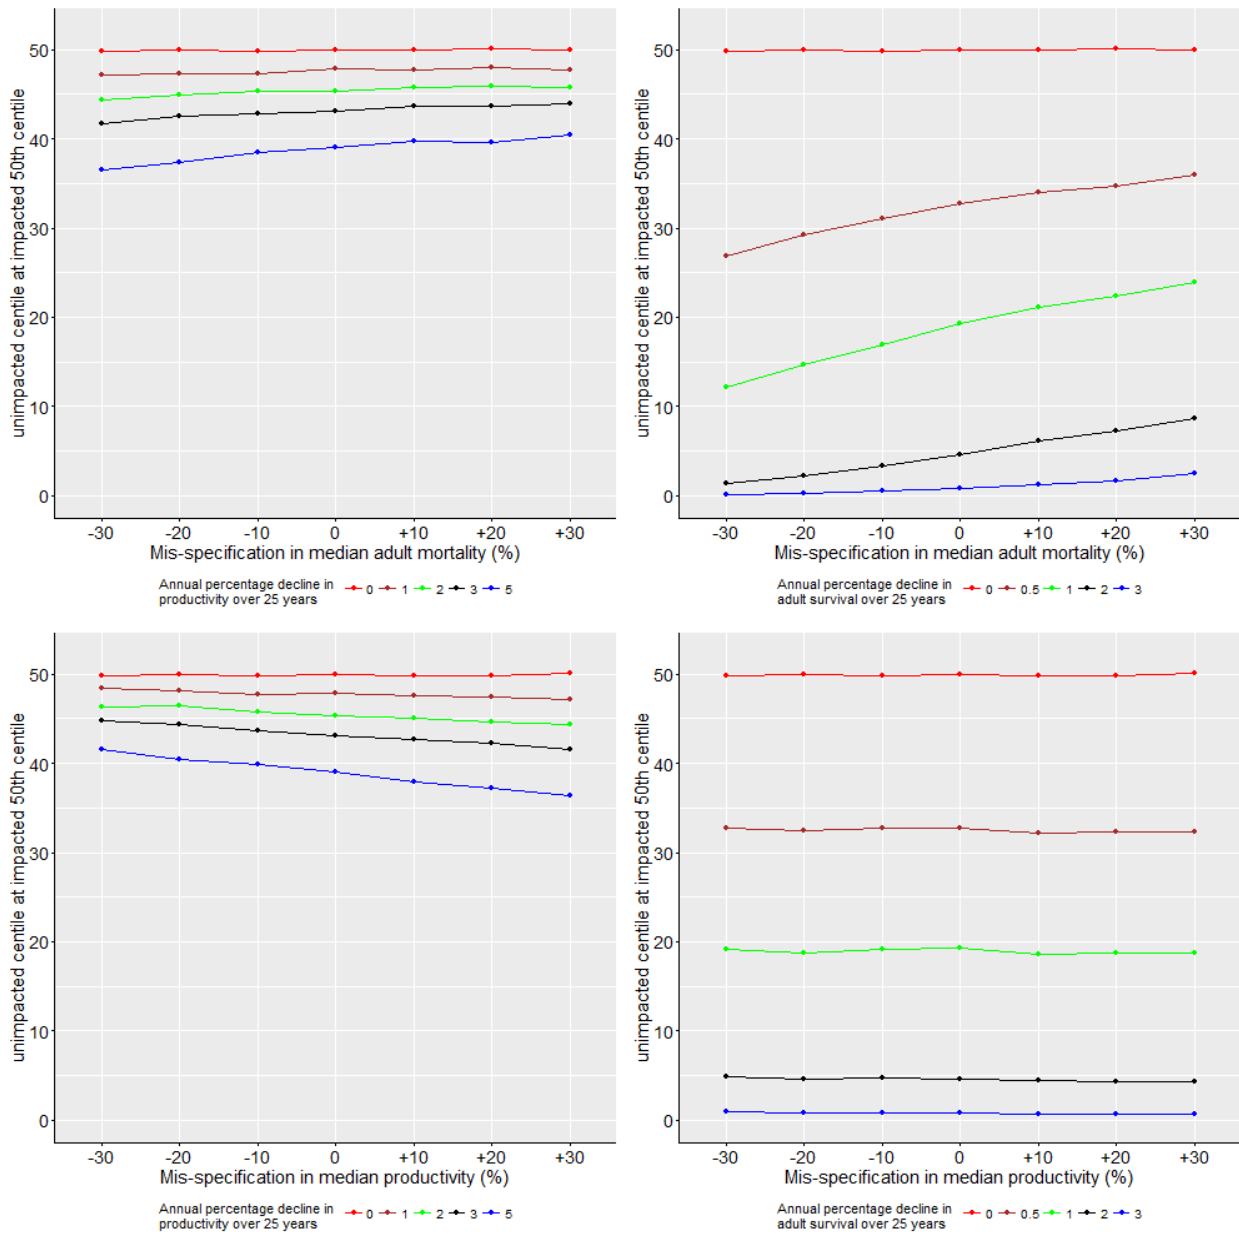 unimpacted centile at impacted 50th centile
50
40
30
20
10
0
-30 -20 -10 0 +10 +20 +30
Mis-specification in median adult mortality (%)
Annual percentage decline in
productivity over 25 years
0 1 2 3 5
unimpacted centile at impacted 50th centile
50
40
30
20
10
0
-30 -20 -10 0 +10 +20 +30
Mis-specification in median adult mortality (%)
Annual percentage decline in
adult survival over 25 years
0 0.5 1 2 3
unimpacted centile at impacted 50th centile
50
40
30
20
10
0
-30 -20 -10 0 +10 +20 +30
Mis-specification in median productivity (%)
Annual percentage decline in
productivity over 25 years
0 1 2 3 5
unimpacted centile at impacted 50th centile
50
40
30
20
10
0
-30 -20 -10 0 +10 +20 +30
Mis-specification in median productivity (%)
Annual percentage decline in
adult survival over 25 years
0 0.5 1 2 3